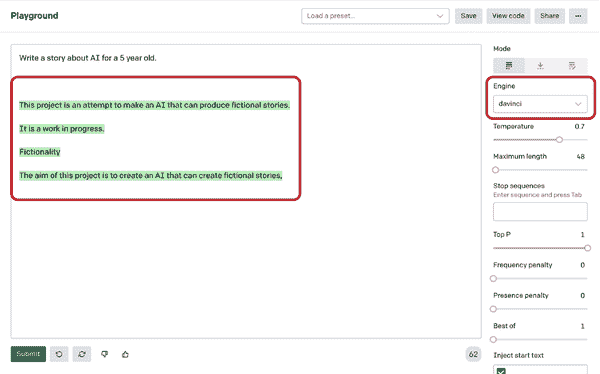 Playground
Load a preset...
Save
View code
Share
...
Write a story about AI for a 5 year old.
This project is an attempt to make an AI that can produce fictional stories.
It is a work in progress.
Fictionality
The aim of this project is to create an AI that can create fictional stories,
Submit
62
Mode
Engine
davinci
Temperature 0.7
Maximum length 48
Stop sequences
Enter sequence and press Tab
Top P 1
Frequency penalty 0
Presence penalty 0
Best of 1
Inject start text